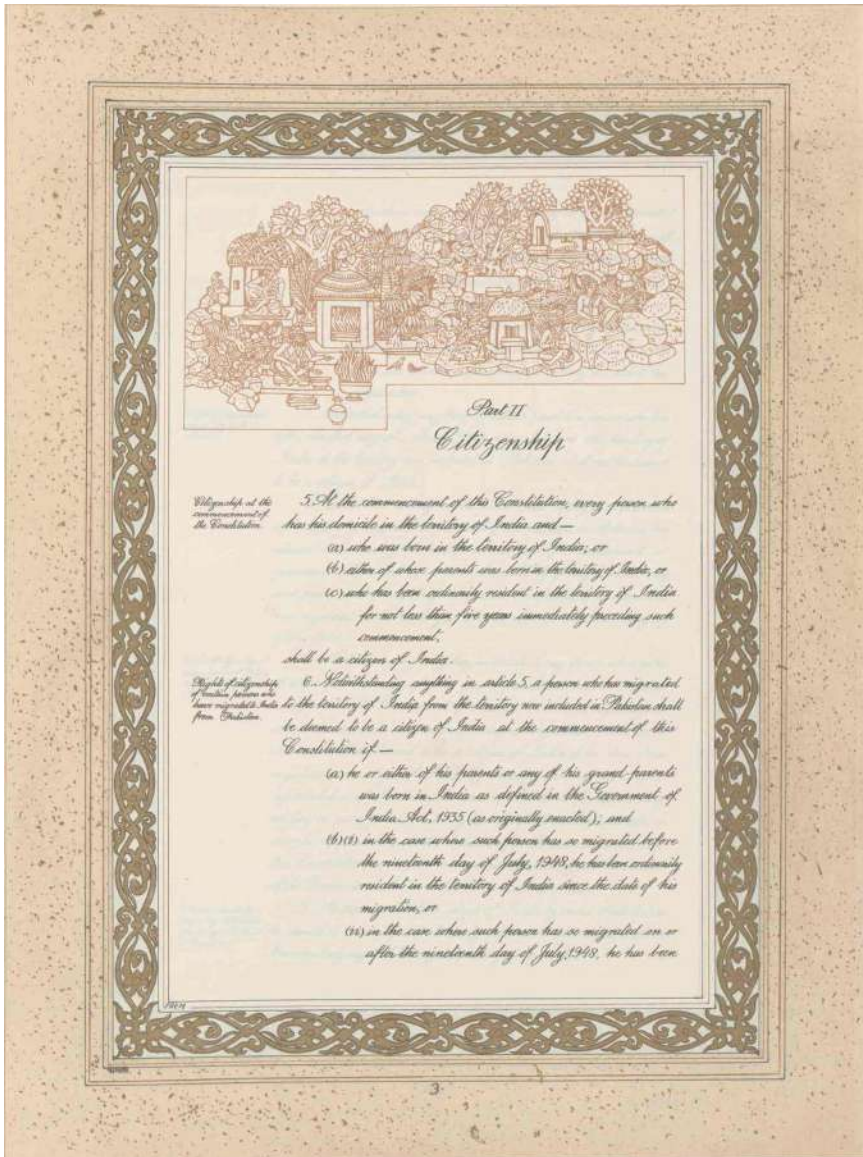 Part II
Citizenship
Citizenship at the
commencement of
the Constitution.
5. At the commencement of this Constitution, every person who
has his domicile in the territory of India and —
(a) who was born in the territory of India; or
(b) either of whose parents was born in the territory of India; or
(c) who has been ordinarily resident in the territory of India
for not less than five years immediately preceding such
commencement,
shall be a citizen of India.
Rights of citizenship
of certain persons who
have migrated to India
from Pakistan.
6. Notwithstanding anything in article 5, a person who has migrated
to the territory of India from the territory now included in Pakistan shall
be deemed to be a citizen of India at the commencement of this
Constitution if —
(a) he or either of his parents or any of his grand-parents
was born in India as defined in the Government of
India Act, 1935 (as originally enacted); and
(b) (i) in the case where such person has so migrated before
the nineteenth day of July, 1948, he has been ordinarily
resident in the territory of India since the date of his
migration, or
(ii) in the case where such person has so migrated on or
after the nineteenth day of July, 1948, he has been
3